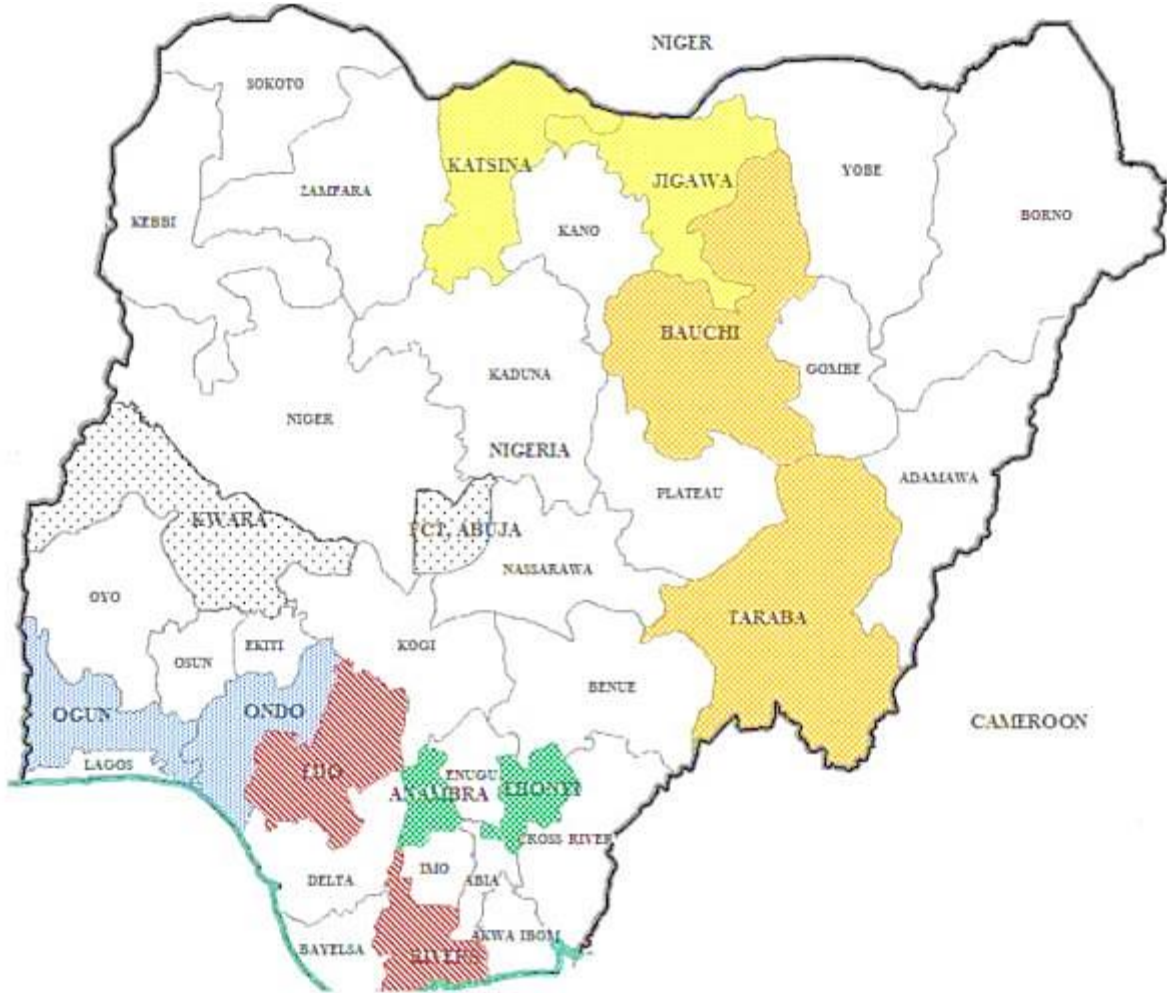 NIGER
SOKOTO
KATSINA
JIGAWA
YOBE
ZAMFARA
KEBBI
BORNO
KANO
BAUCHI
GOMBE
KADUNA
NIGER
NIGERIA
ADAMAWA
PLATEAU
KWARA
FCT, ABUJA
NASSARAWA
OYO
TARABA
EKITI
KOGI
OSUN
BENUE
OGUN
ONDO
CAMEROON
LAGOS
EDO
ENUGU
ANAMBRA
EBONYI
CROSS RIVER
IMO
DELTA
ABIA
AKWA IBOM
BAYELSA
RIVERS